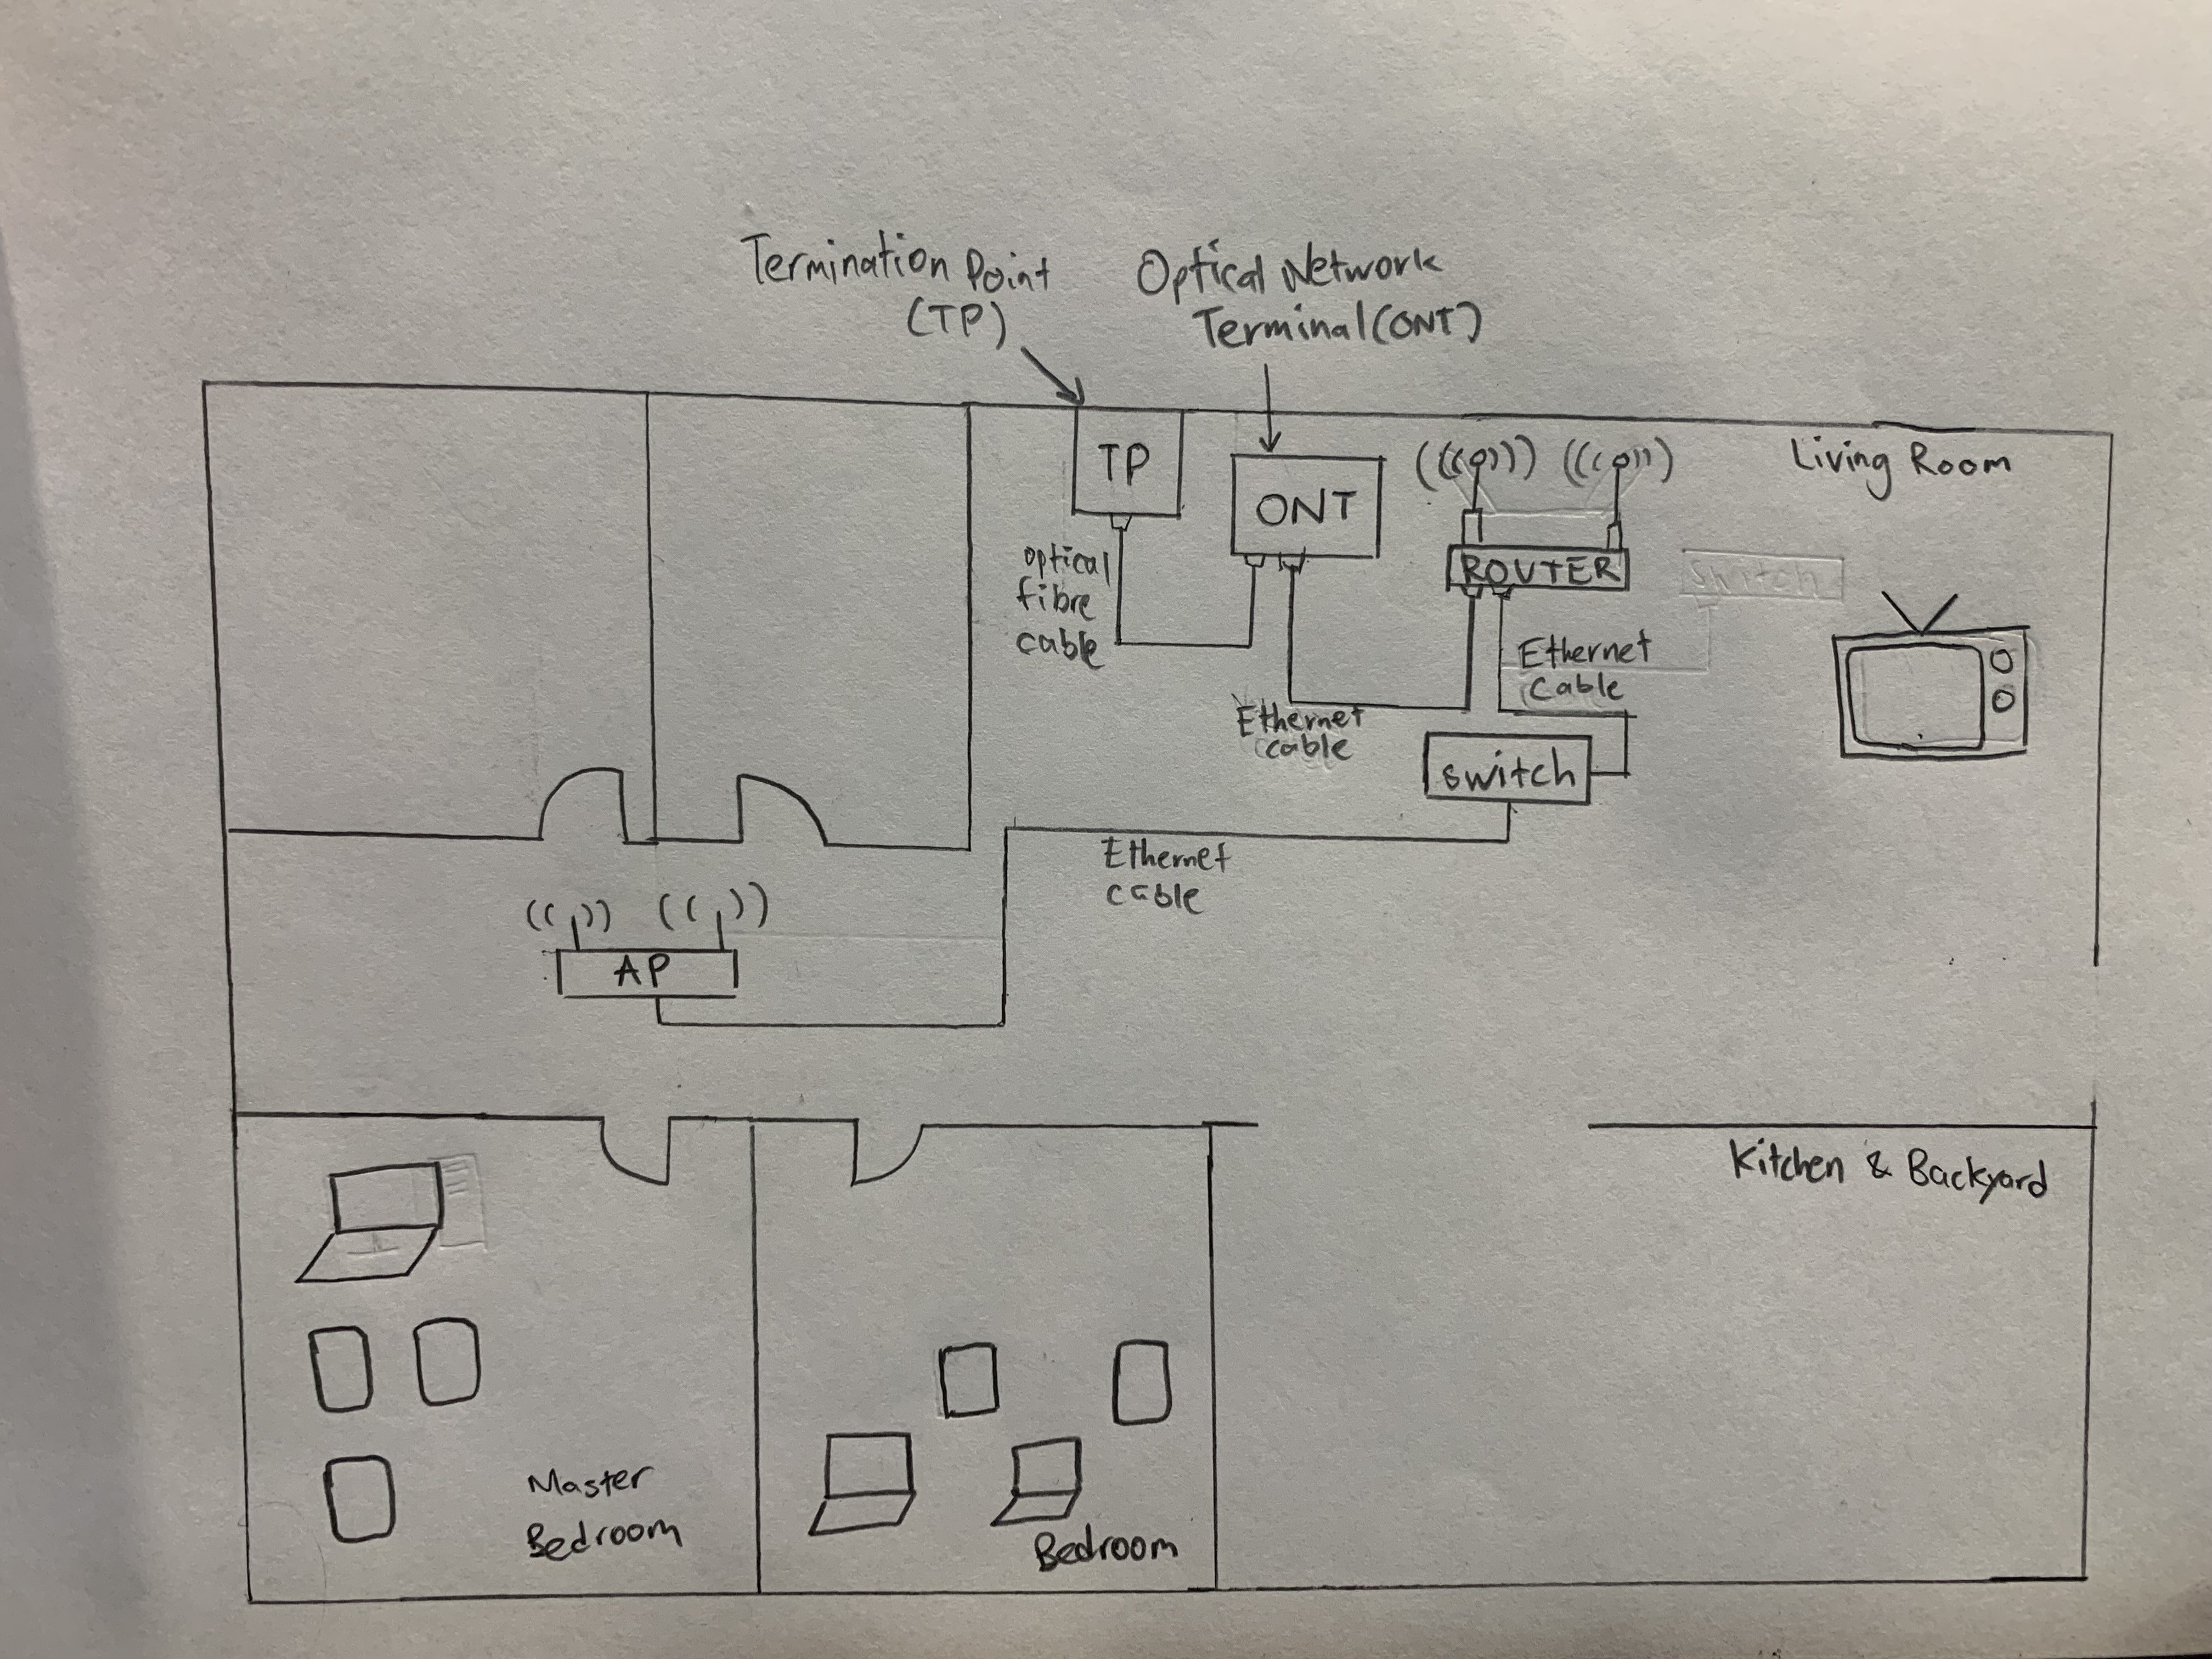 Termination Point
(TP)
Optical Network
Terminal (ONT)
TP
ONT
Living Room
ROUTER
switch
optical
fibre
cable
Ethernet
Cable
Ethernet
cable
switch
Ethernet
cable
AP
Kitchen & Backyard
Master
Bedroom
Bedroom